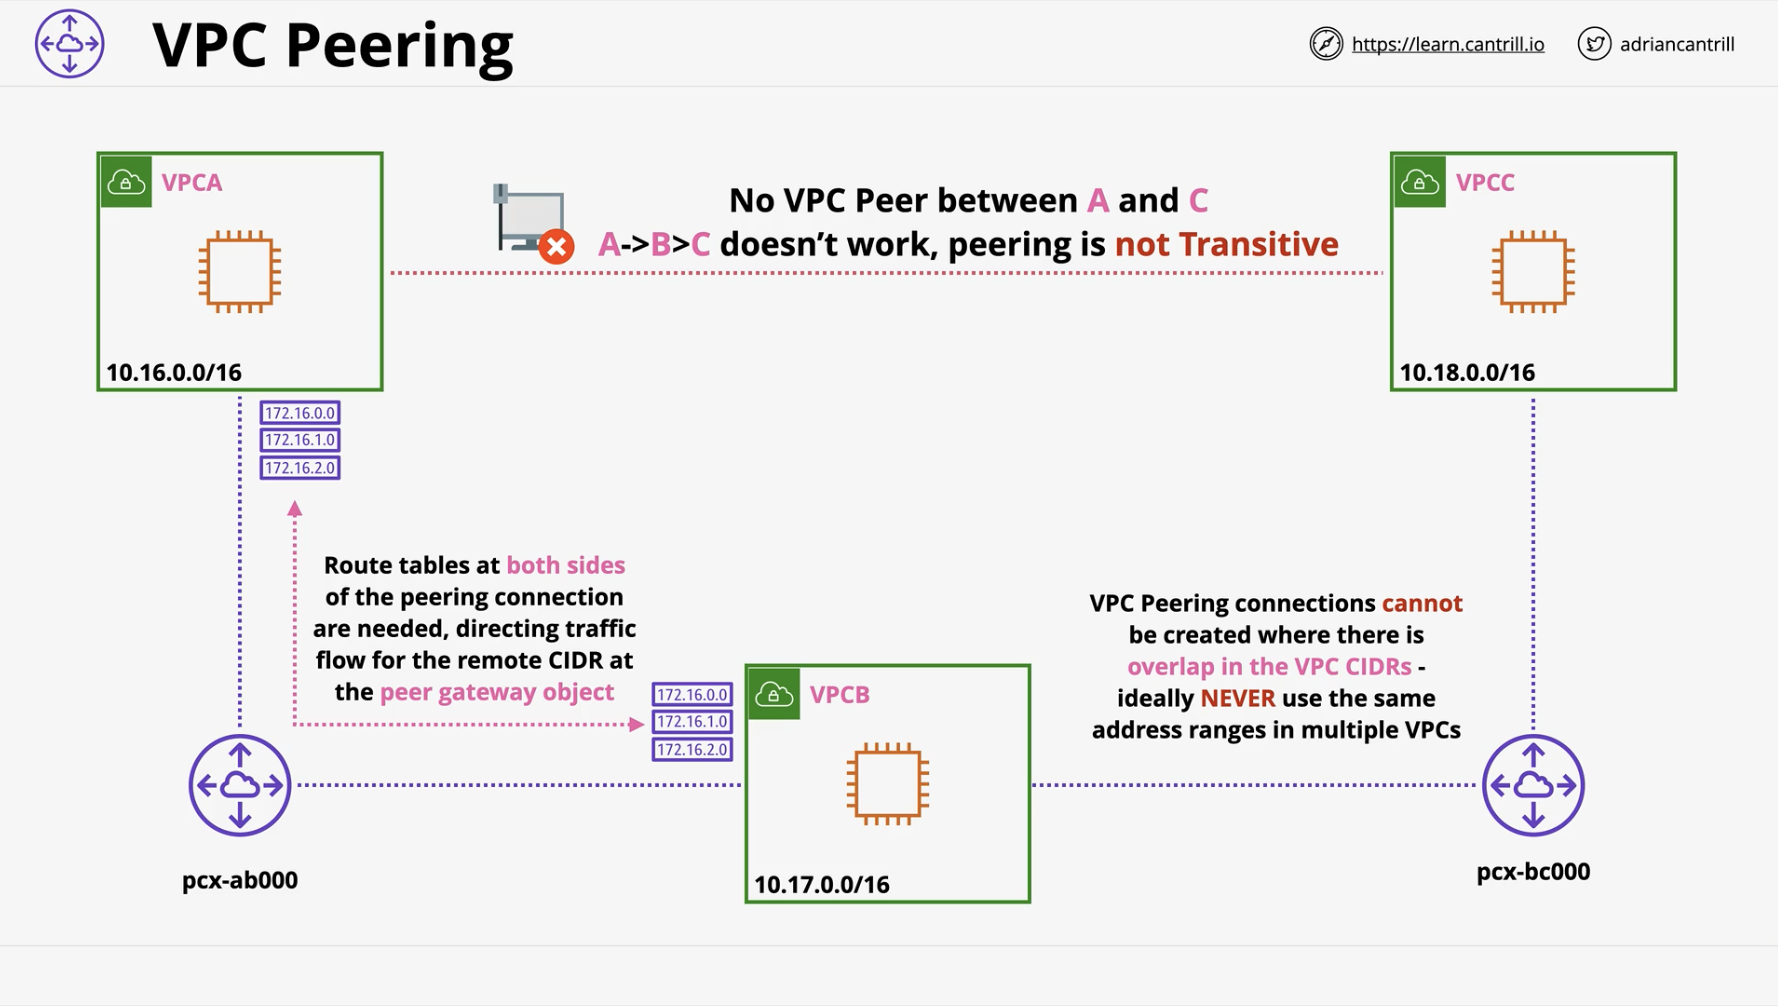 VPC Peering
https://learn.cantrill.io
adriancantrill
VPCA
10.16.0.0/16
No VPC Peer between A and C
A->B>C doesn’t work, peering is not Transitive
VPCC
10.18.0.0/16
172.16.0.0
172.16.1.0
172.16.2.0
Route tables at both sides
of the peering connection
are needed, directing traffic
flow for the remote CIDR at
the peer gateway object
172.16.0.0
172.16.1.0
172.16.2.0
VPCB
10.17.0.0/16
VPC Peering connections cannot
be created where there is
overlap in the VPC CIDRs -
ideally NEVER use the same
address ranges in multiple VPCs
pcx-ab000
pcx-bc000